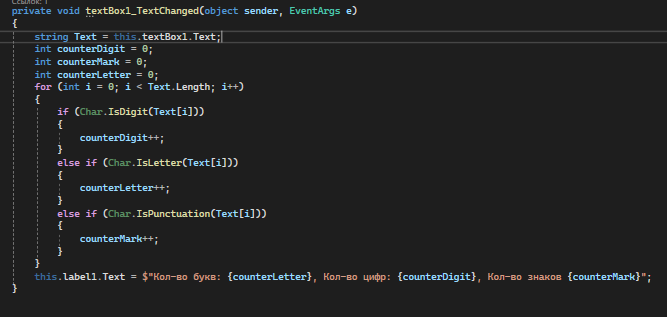 Ссылок: 1
private void textBox1_TextChanged(object sender, EventArgs e)
{
string Text = this.textBox1.Text;
int counterDigit = 0;
int counterMark = 0;
int counterLetter = 0;
for (int i = 0; i < Text.Length; i++)
{
if (Char.IsDigit(Text[i]))
{
counterDigit++;
}
else if (Char.IsLetter(Text[i]))
{
counterLetter++;
}
else if (Char.IsPunctuation(Text[i]))
{
counterMark++;
}
}
this.label1.Text = $"Кол-во букв: {counterLetter}, Кол-во цифр: {counterDigit}, Кол-во знаков {counterMark}";
}